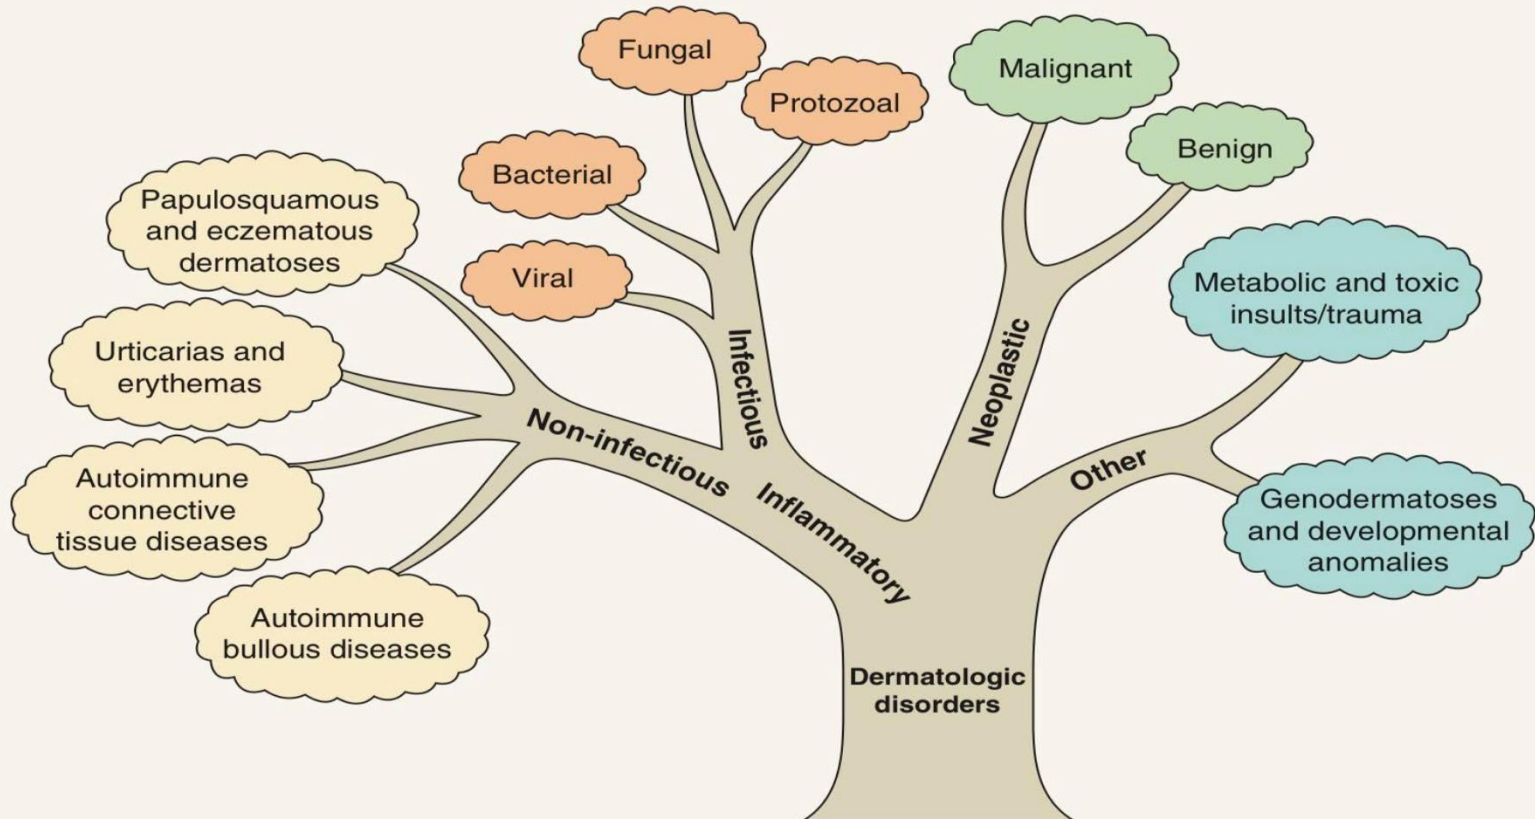 Fungal
Protozoal
Bacterial
Viral
Malignant
Benign
Papulosquamous
and eczematous
dermatoses
Urticarias and
erythemas
Autoimmune
connective
tissue diseases
Autoimmune
bullous diseases
Metabolic and toxic
insults/trauma
Genodermatoses
and developmental
anomalies
Non-infectious
Infectious
Inflammatory
Neoplastic
Other
Dermatologic
disorders